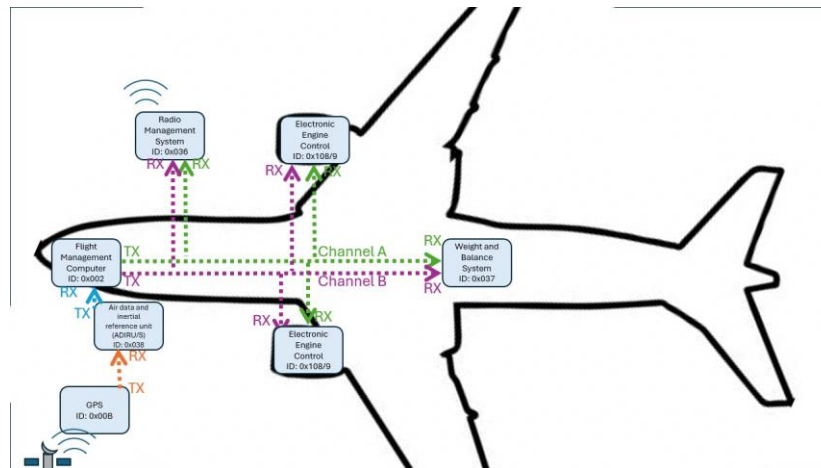 Radio
Management
System
ID: 0x036
RX
RX
Electronic
Engine
Control
ID: 0x108/9
RX
RX
Flight
Management
Computer
ID: 0x002
TX
TX
Channel A
Channel B
RX
RX
Weight and
Balance
System
ID: 0x037
RX
TX
Air data and
inertial
reference unit
(ADIRU/S)
ID: 0x038
RX
TX
GPS
ID: 0x00B
RX
RX
Electronic
Engine
Control
ID: 0x108/9